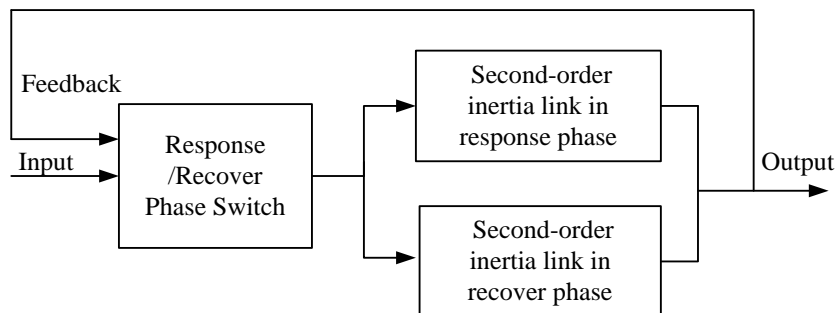 Feedback
Input
Response
/Recover
Phase Switch
Second-order
inertia link in
response phase
Second-order
inertia link in
recover phase
Output